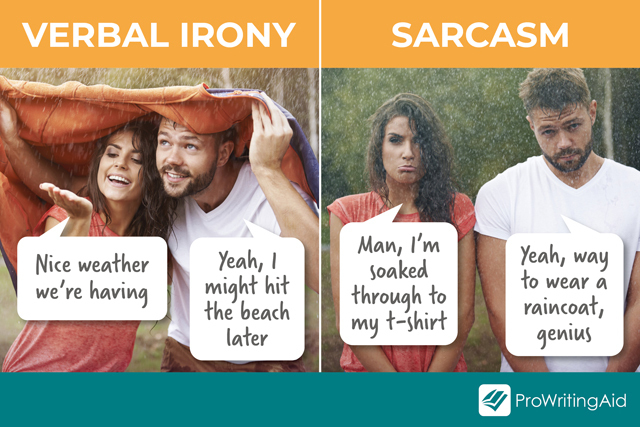 VERBAL IRONY
Nice weather
we're having
Yeah, I
might hit
the beach
later
SARCASM
Man, I'm
soaked
through to
my t-shirt
Yeah, way
to wear a
raincoat,
genius
ProWritingAid